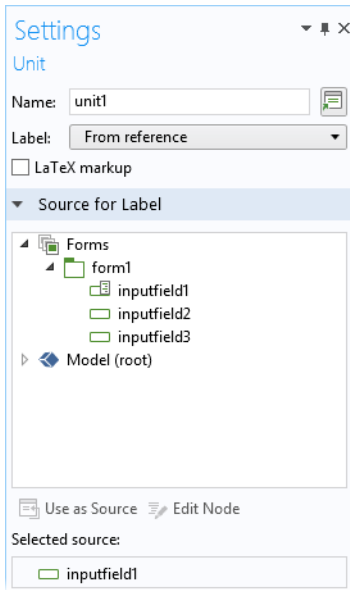 Settings
Unit
Name: unit1
Label: From reference
LaTeX markup
Source for Label
Forms
form1
inputfield1
inputfield2
inputfield3
Model (root)
Use as Source Edit Node
Selected source:
inputfield1